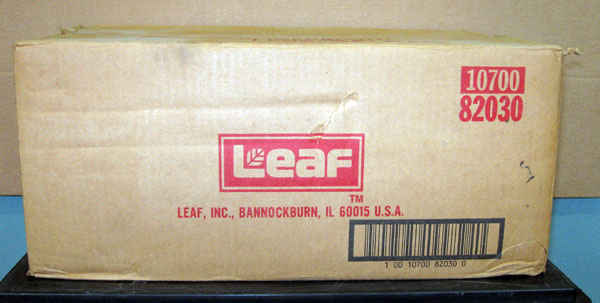 10700
82030
Leaf
TM
LEAF, INC., BANNOCKBURN, IL 60015 U.S.A.
1 00 10700 82030 0